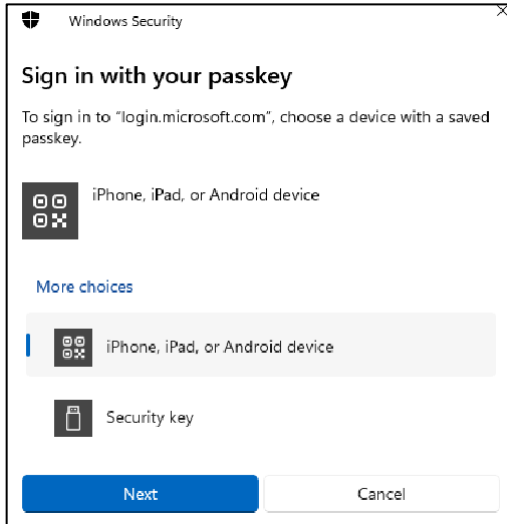 Windows Security
Sign in with your passkey
To sign in to "login.microsoft.com", choose a device with a saved
passkey.
iPhone, iPad, or Android device
More choices
iPhone, iPad, or Android device
Security key
Next
Cancel